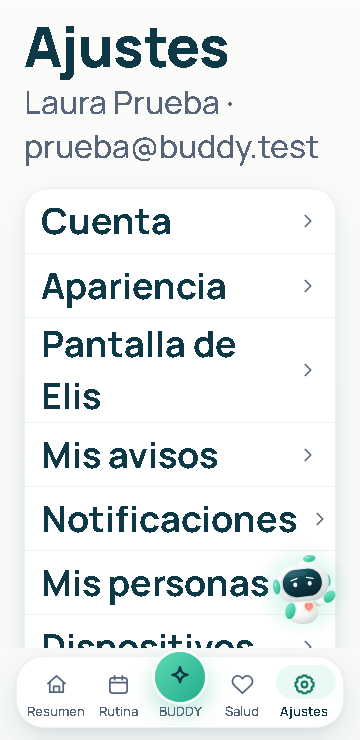 Ajustes
Laura Prueba ·
prueba@buddy.test
Cuenta
Apariencia
Pantalla de
Elis
Mis avisos
Notificaciones
Mis personas
Dispositivos
Resumen
Rutina
BUDDY
Salud
Ajustes